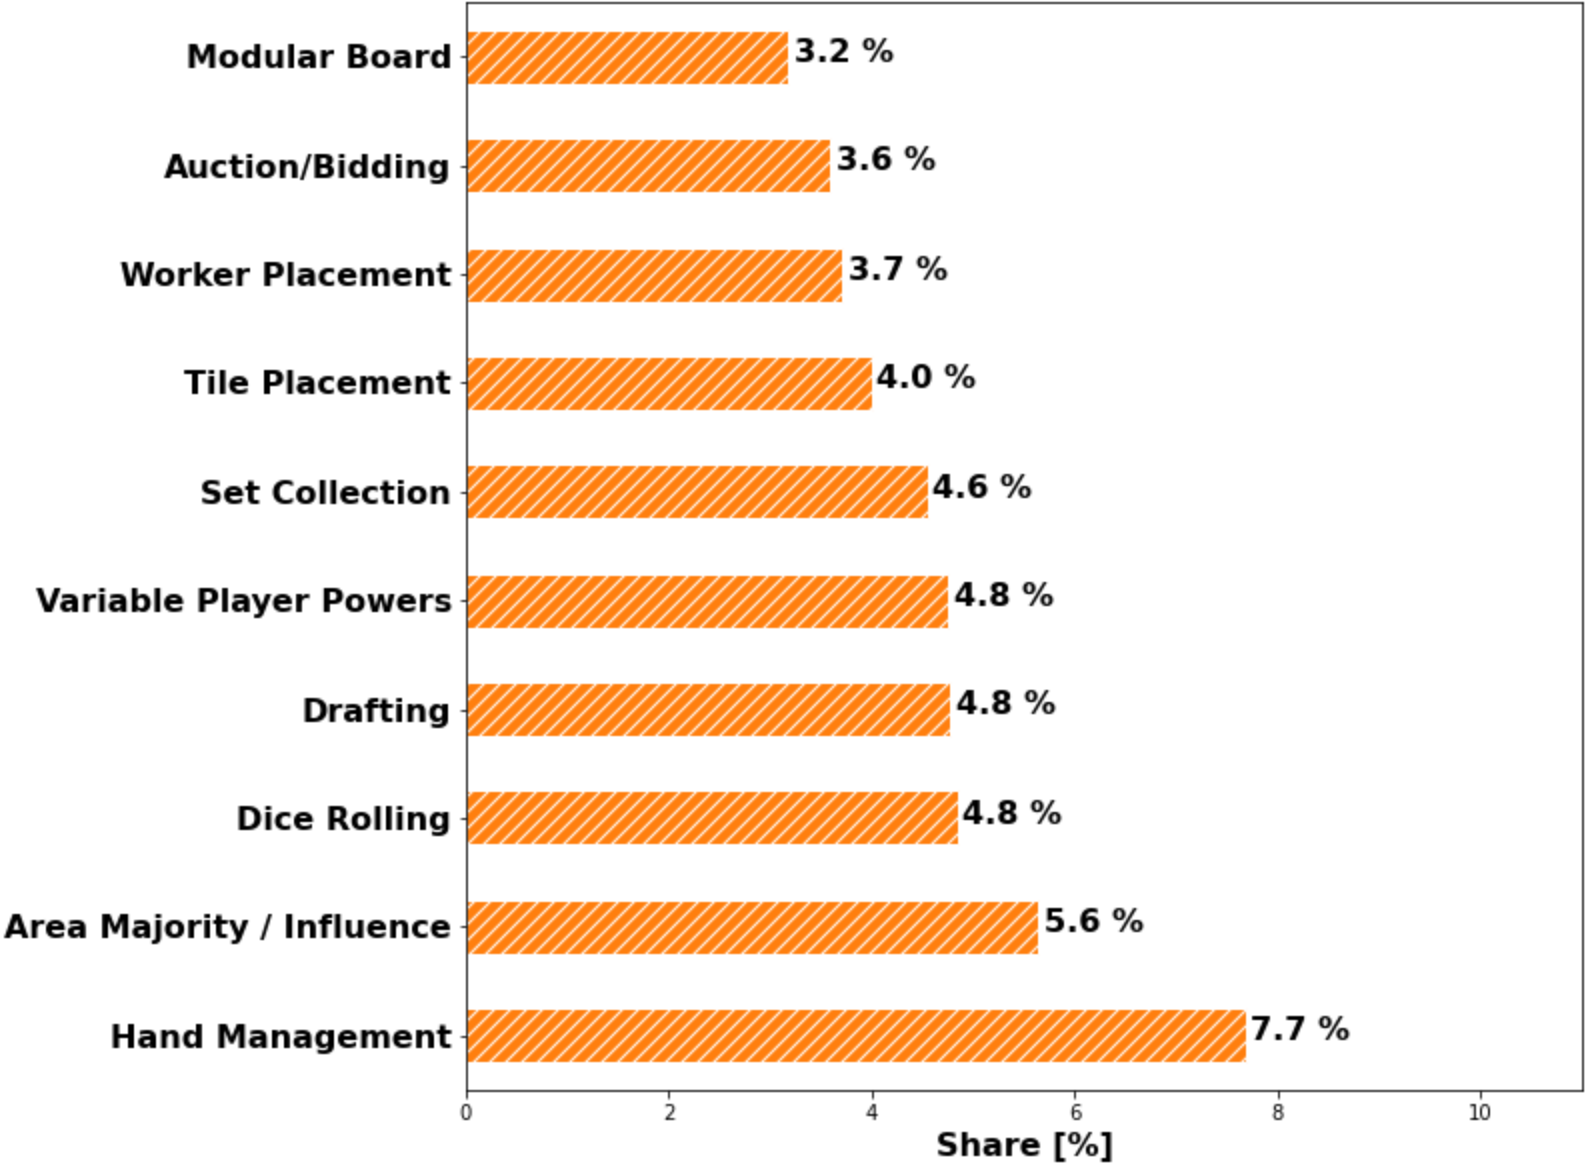 Modular Board 3.2 %
Auction/Bidding 3.6 %
Worker Placement 3.7 %
Tile Placement 4.0 %
Set Collection 4.6 %
Variable Player Powers 4.8 %
Drafting 4.8 %
Dice Rolling 4.8 %
Area Majority / Influence 5.6 %
Hand Management 7.7 %
0 2 4 6 8 10
Share [%]